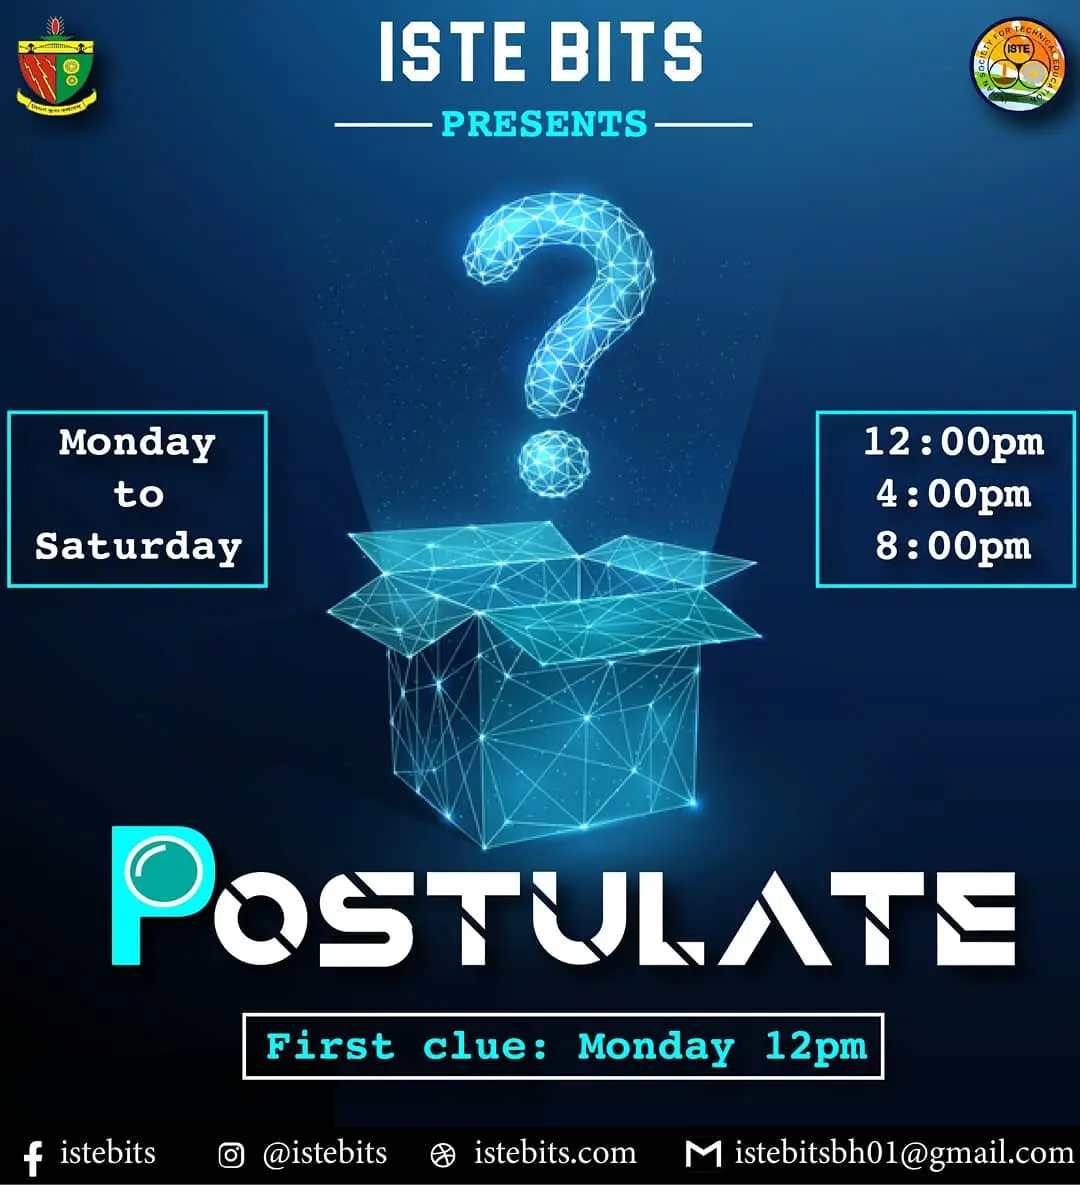 ISTE BITS
PRESENTS
ISTE
Monday
to
Saturday
12:00pm
4:00pm
8:00pm
POSTULATE
First clue: Monday 12pm
istebits
@istebits
istebits.com
istebitsbh01@gmail.com